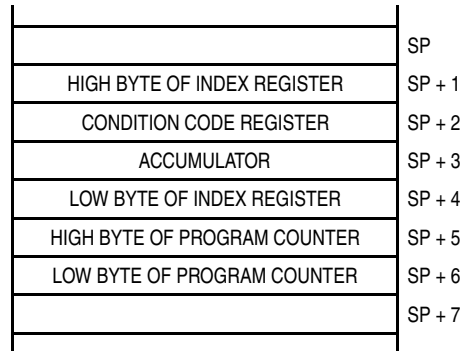 SP
HIGH BYTE OF INDEX REGISTER SP + 1
CONDITION CODE REGISTER SP + 2
ACCUMULATOR SP + 3
LOW BYTE OF INDEX REGISTER SP + 4
HIGH BYTE OF PROGRAM COUNTER SP + 5
LOW BYTE OF PROGRAM COUNTER SP + 6
SP + 7